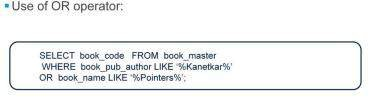 Use of OR operator:
SELECT book_code FROM book_master
WHERE book_pub_author LIKE '%Kanetkar%'
OR book_name LIKE '%Pointers%';